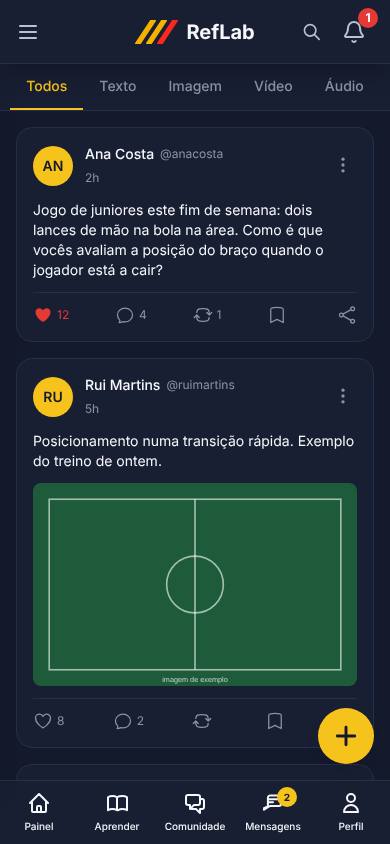 RefLab
1
Todos
Texto
Imagem
Vídeo
Áudio
AN
Ana Costa @anacosta
2h
Jogo de juniores este fim de semana: dois
lances de mão na bola na área. Como é que
vocês avaliam a posição do braço quando o
jogador está a cair?
12
4
1
RU
Rui Martins @ruimartins
5h
Posicionamento numa transição rápida. Exemplo
do treino de ontem.
imagem de exemplo
8
2
2
Painel
Aprender
Comunidade
Mensagens
Perfil